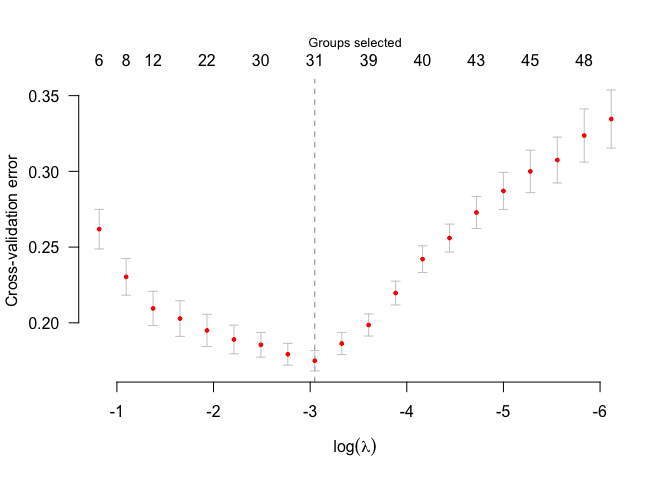 Groups selected
6 8 12 22 30 31 39 40 43 45 48
0.35
0.30
0.25
0.20
Cross-validation error
-1 -2 -3 -4 -5 -6
log(λ)